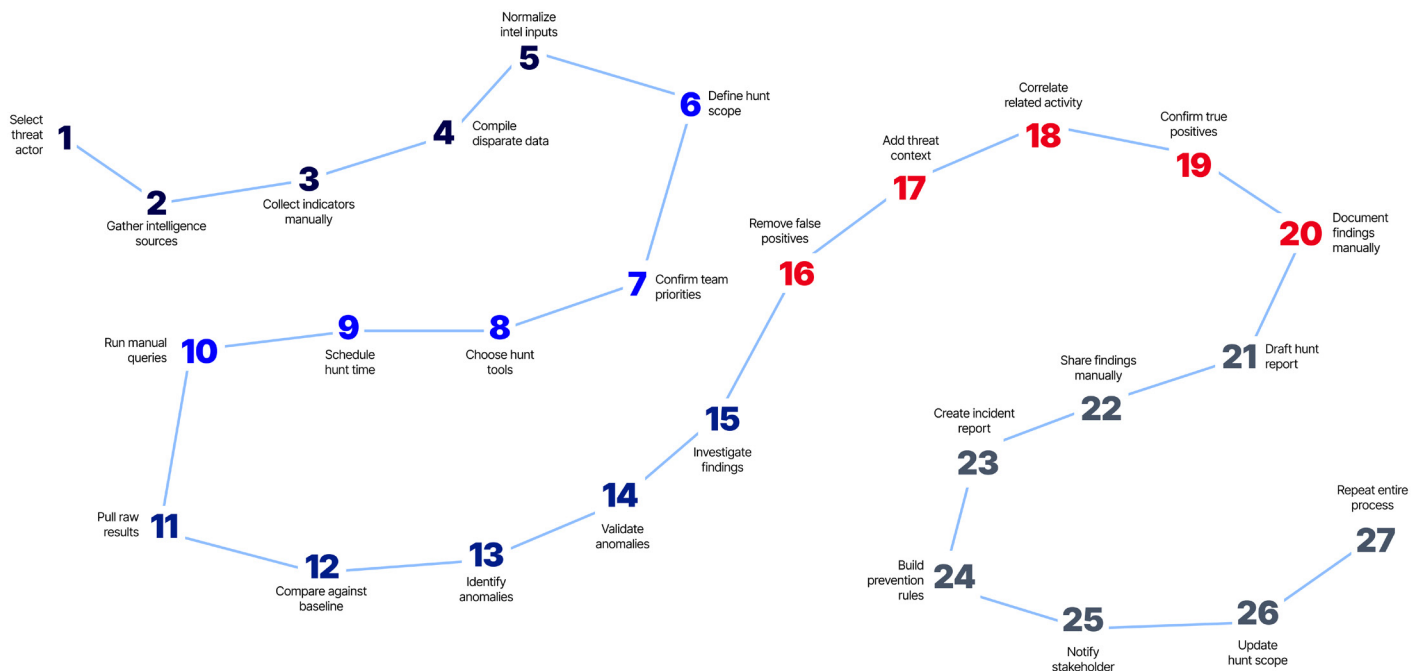 Select
threat
actor
1
2
Gather intelligence
sources
3
Collect indicators
manually
4
Compile
disparate data
Normalize
intel inputs
5
6
Define hunt
scope
7
Confirm team
priorities
8
Choose hunt
tools
9
Schedule
hunt time
Run manual
queries
10
Pull raw
results
11
12
Compare against
baseline
13
Identify
anomalies
14
Validate
anomalies
15
Investigate
findings
Remove false
positives
16
Add threat
context
17
Correlate
related activity
18
Confirm true
positives
19
20
Document
findings
manually
21
Draft hunt
report
Share findings
manually
22
Create incident
report
23
Build
prevention
rules
24
25
Notify
stakeholder
26
Update
hunt scope
Repeat entire
process
27